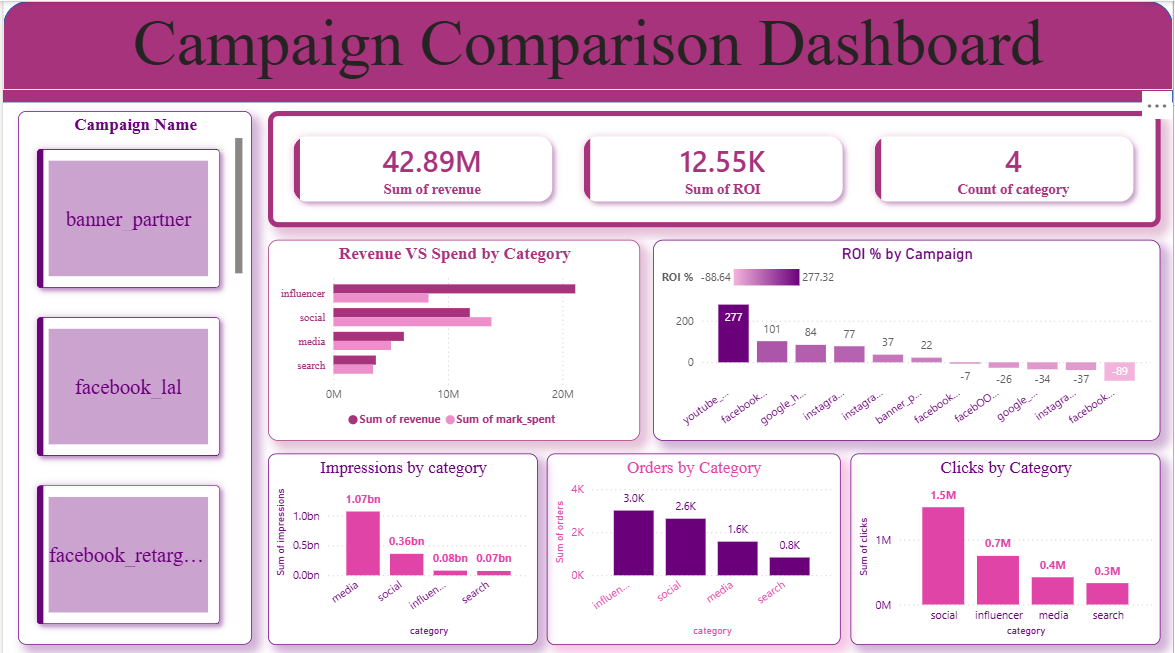 Campaign Comparison Dashboard
Campaign Name
banner_partner
facebook_lal
facebook_retarg…
42.89M
Sum of revenue
12.55K
Sum of ROI
4
Count of category
Revenue VS Spend by Category
influencer
social
media
search
0M 10M 20M
Sum of revenue Sum of mark_spent
ROI % by Campaign
ROI % -88.64 277.32
200
0
277 101 84 77 37 22 -7 -26 -34 -37 -89
youtube_… facebook… google_h… instagra… instagra… banner_p… facebook… facebOO… google_… instagra… facebook…
Impressions by category
Sum of impressions
1.0bn
0.5bn
0.0bn
1.07bn 0.36bn 0.08bn 0.07bn
media social influen… search
category
Orders by Category
Sum of orders
4K
2K
0K
3.0K 2.6K 1.6K 0.8K
influen… social media search
category
Clicks by Category
Sum of clicks
1M
0M
1.5M 0.7M 0.4M 0.3M
social influencer media search
category